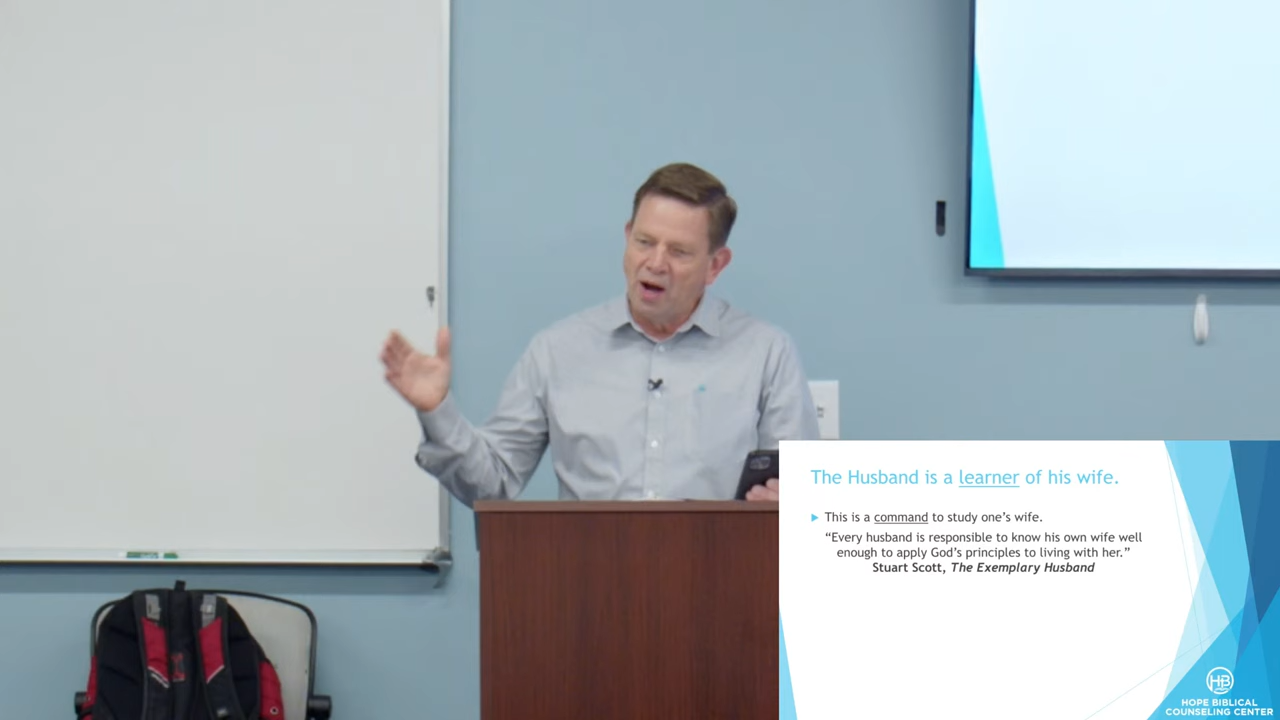 The Husband is a learner of his wife.
This is a command to study one’s wife.
“Every husband is responsible to know his own wife well
enough to apply God’s principles to living with her.”
Stuart Scott, The Exemplary Husband
HB
HOPE BIBLICAL
COUNSELING CENTER